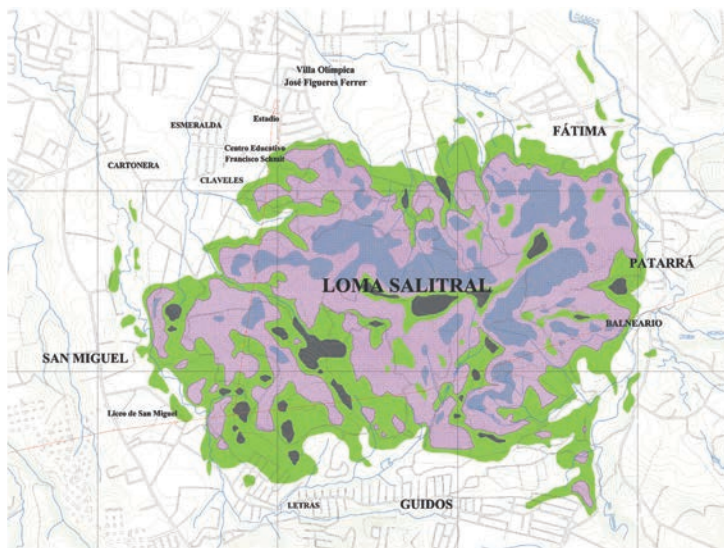 Villa Olímpica
José Figueres Ferrer
Estadio
ESMERALDA
FÁTIMA
Centro Educativo
Francisco Schmit
CARTONERA
CLAVELES
PATARRÁ
LOMA SALITRAL
BALNEARIO
SAN MIGUEL
Liceo de San Miguel
LETRAS
GUIDOS